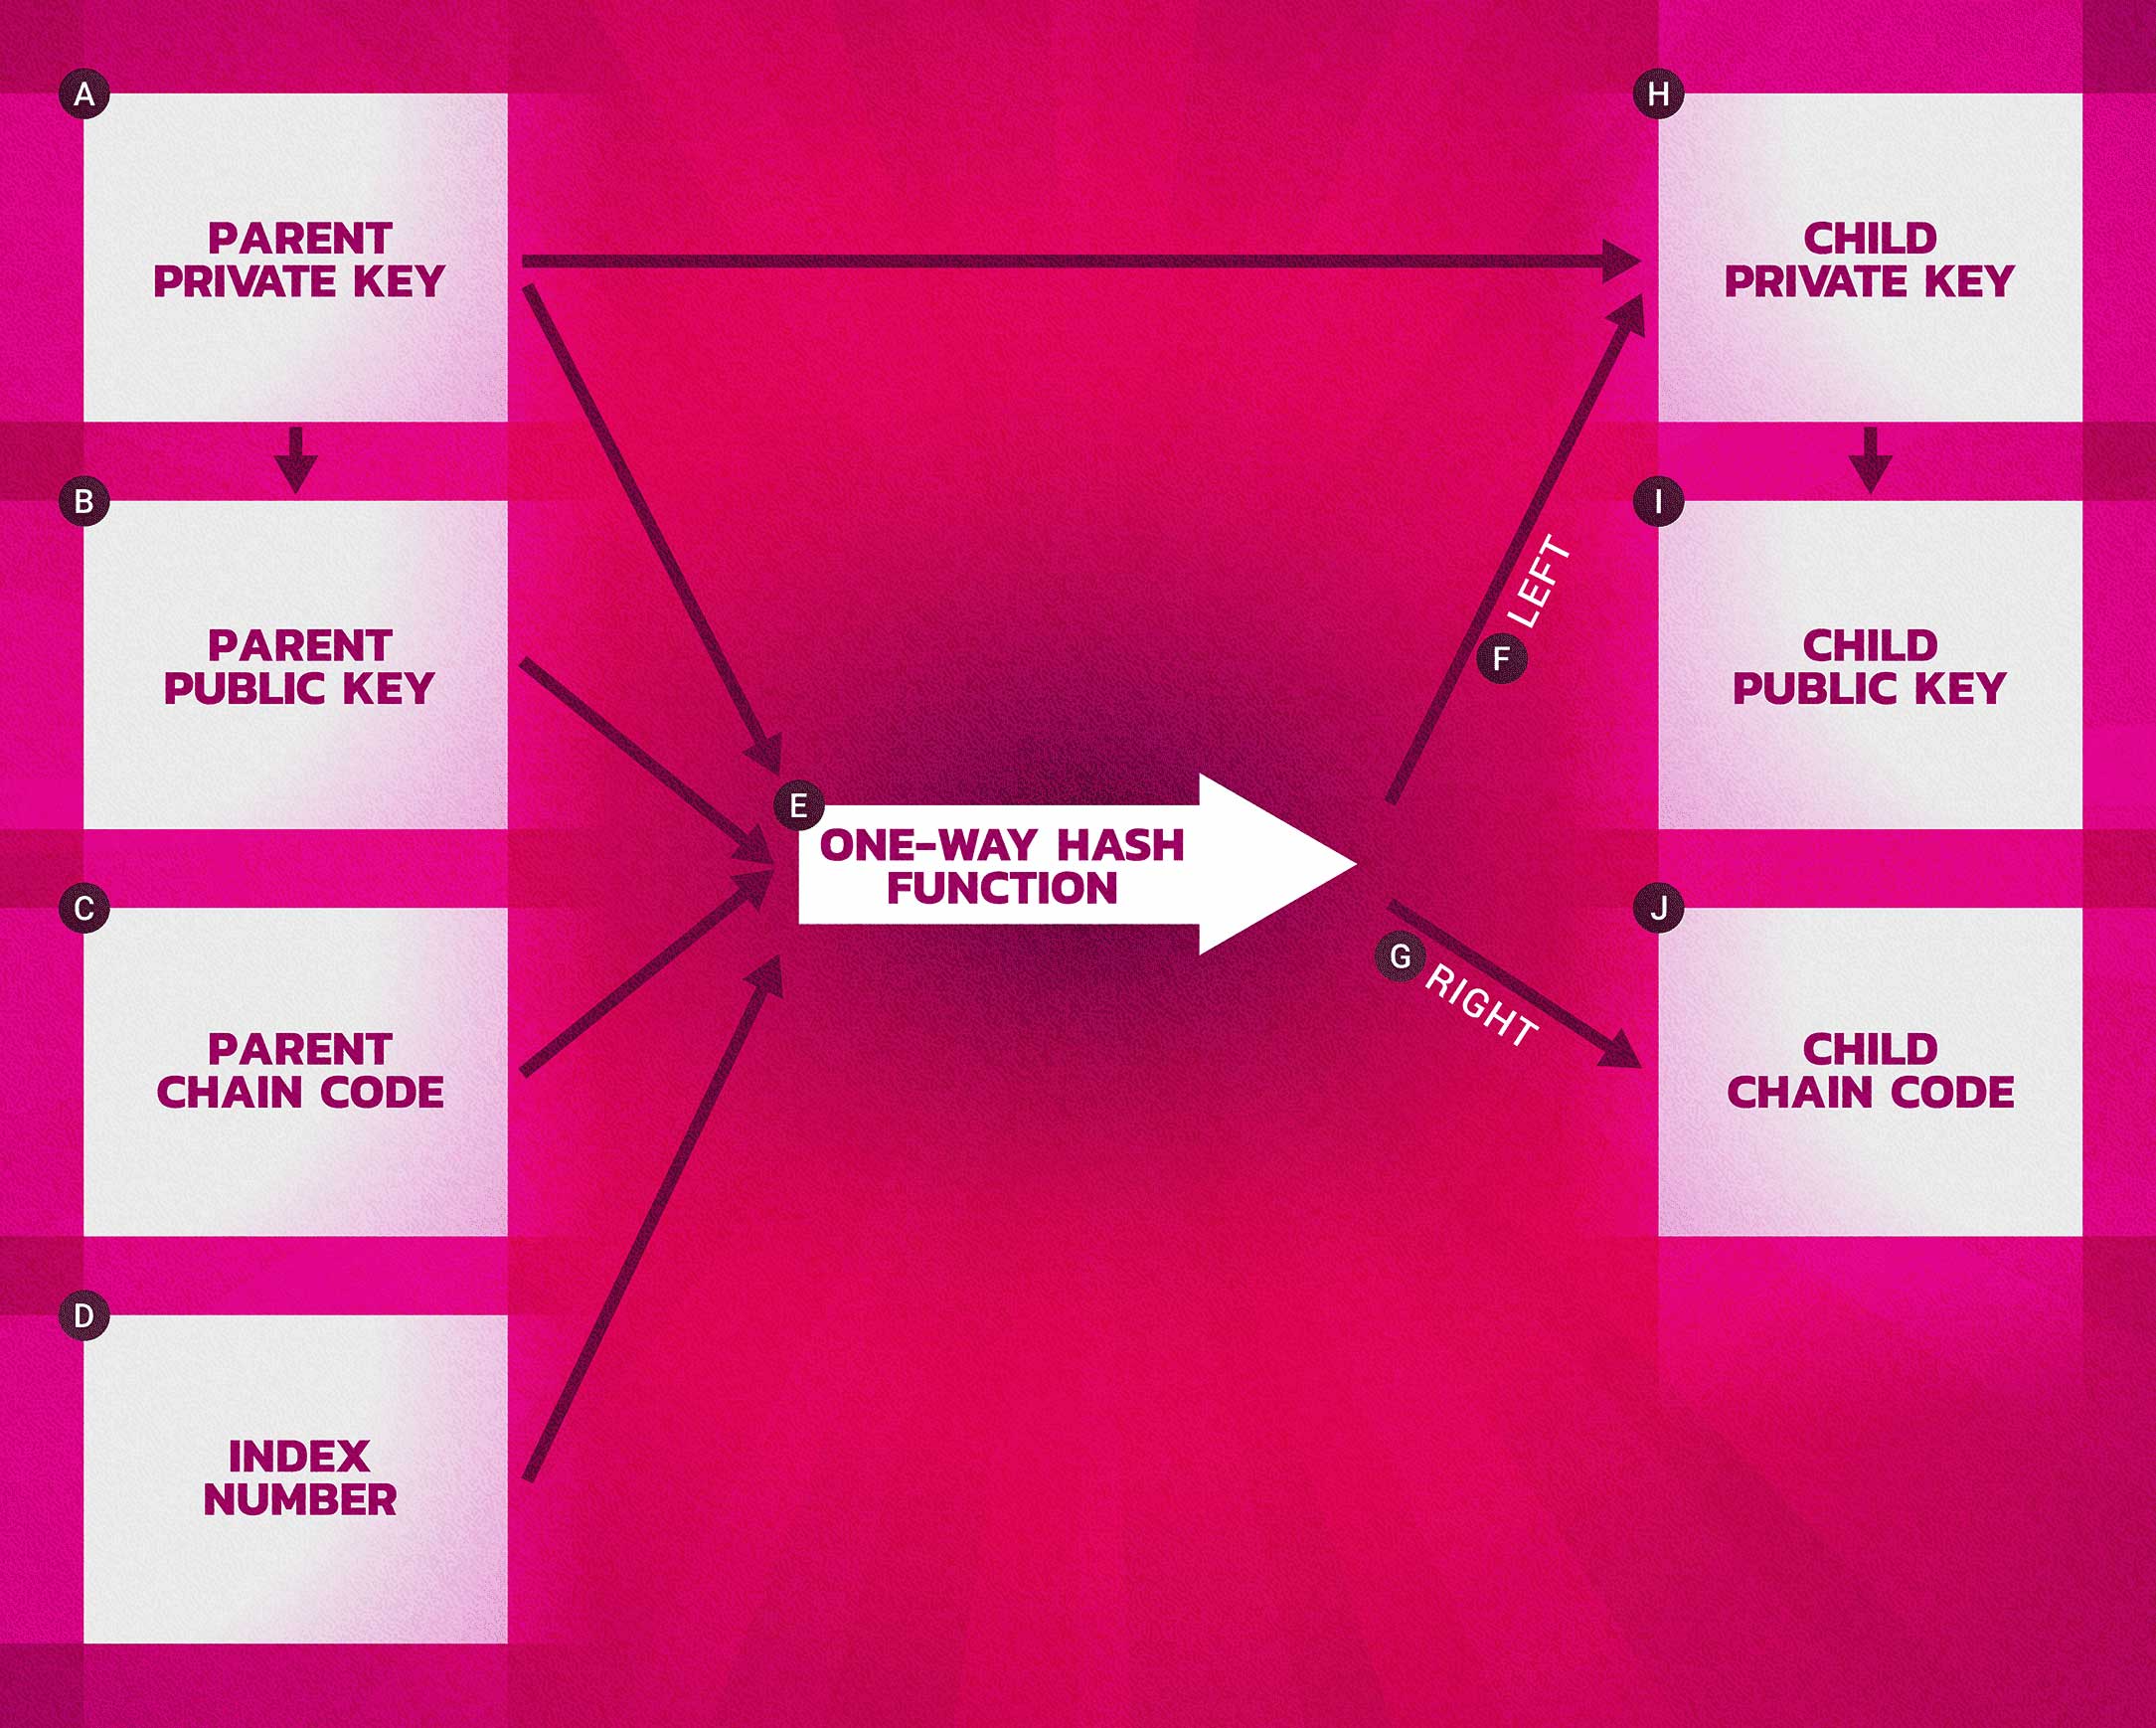 A
PARENT
PRIVATE KEY
B
PARENT
PUBLIC KEY
C
PARENT
CHAIN CODE
D
INDEX
NUMBER
E
ONE-WAY HASH
FUNCTION
F LEFT
G RIGHT
H
CHILD
PRIVATE KEY
I
CHILD
PUBLIC KEY
J
CHILD
CHAIN CODE